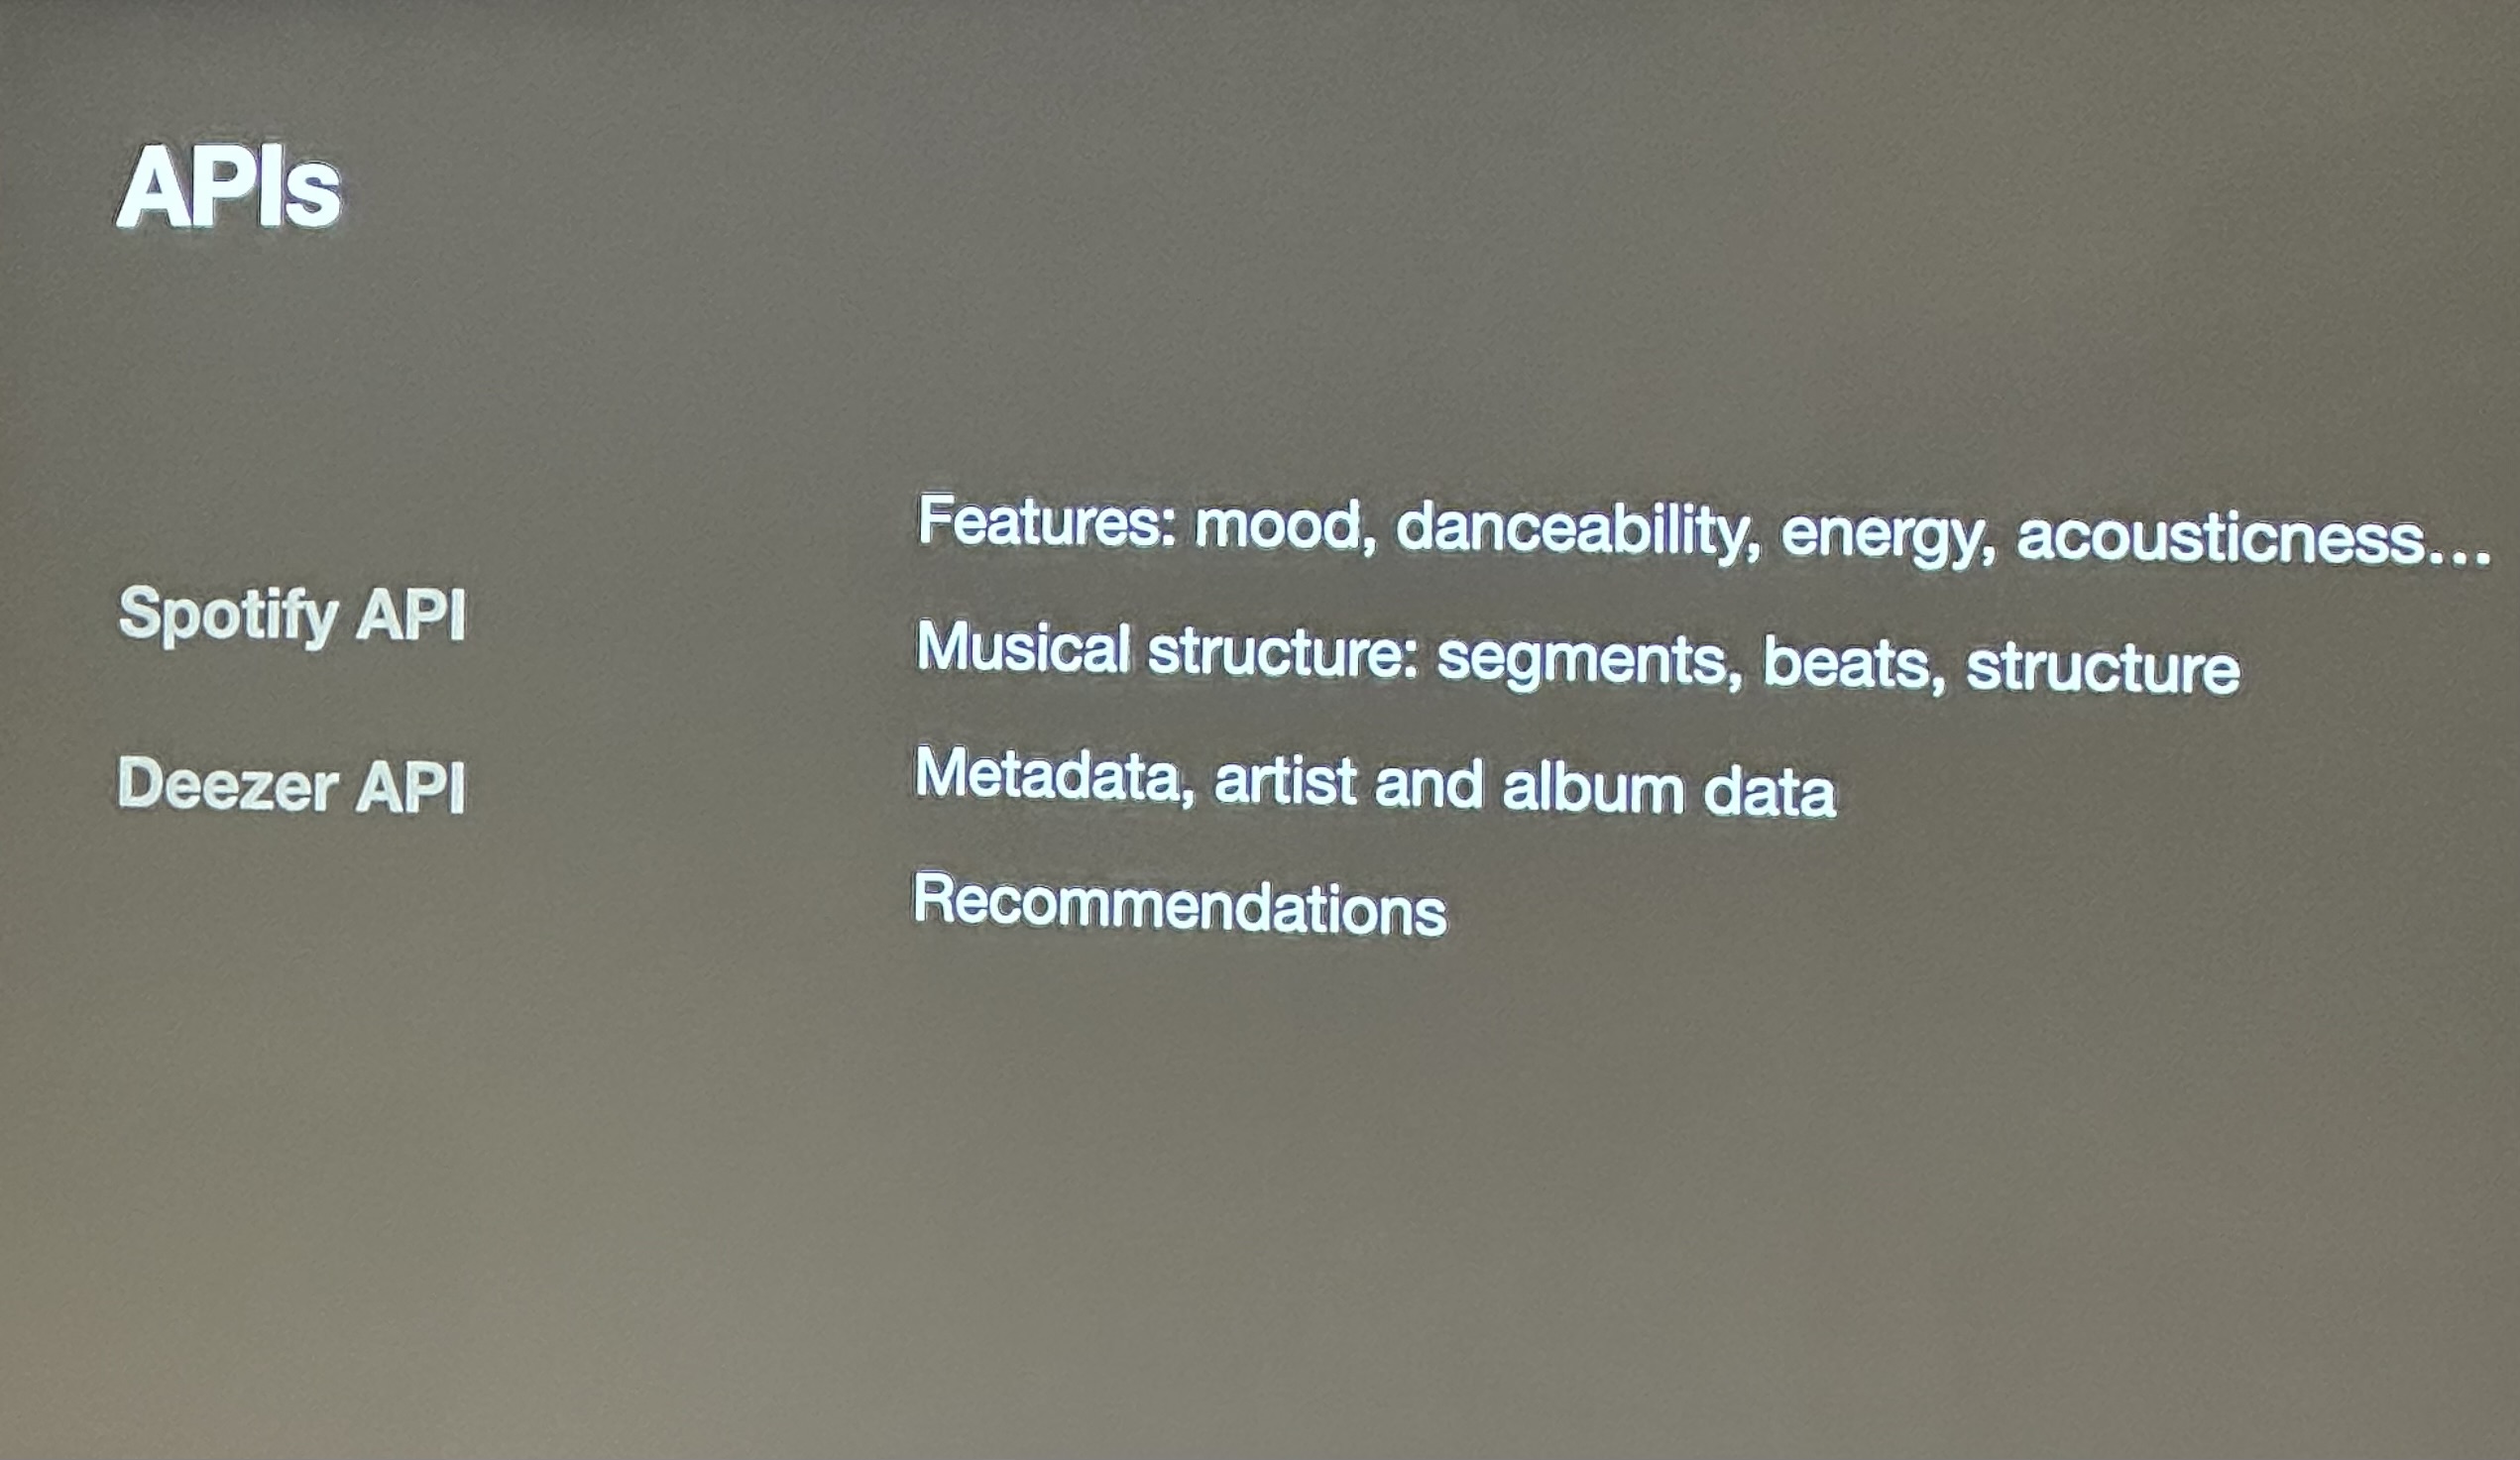 APIs
Spotify API
Deezer API
Features: mood, danceability, energy, acousticness...
Musical structure: segments, beats, structure
Metadata, artist and album data
Recommendations